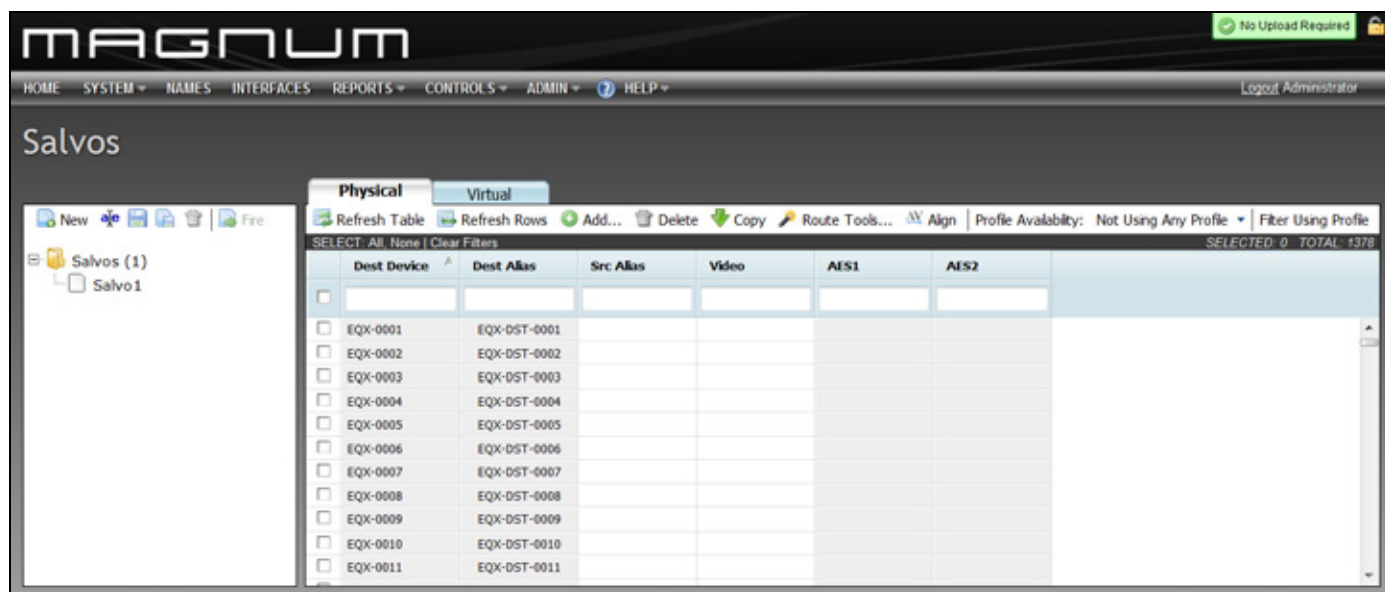 MAGNUM
No Upload Required
HOME SYSTEM NAMES INTERFACES REPORTS CONTROLS ADMIN ? HELP Logout Administrator
Salvos
Physical Virtual
New a|e Fire
Refresh Table Refresh Rows Add... Delete Copy Route Tools... Align Profile Availability: Not Using Any Profile Filter Using Profile
SELECT: All, None | Clear Filters SELECTED: 0 TOTAL: 1378
Salvos (1)
Salvo1
Dest Device Dest Alias Src Alias Video AES1 AES2
EQX-0001 EQX-DST-0001
EQX-0002 EQX-DST-0002
EQX-0003 EQX-DST-0003
EQX-0004 EQX-DST-0004
EQX-0005 EQX-DST-0005
EQX-0006 EQX-DST-0006
EQX-0007 EQX-DST-0007
EQX-0008 EQX-DST-0008
EQX-0009 EQX-DST-0009
EQX-0010 EQX-DST-0010
EQX-0011 EQX-DST-0011